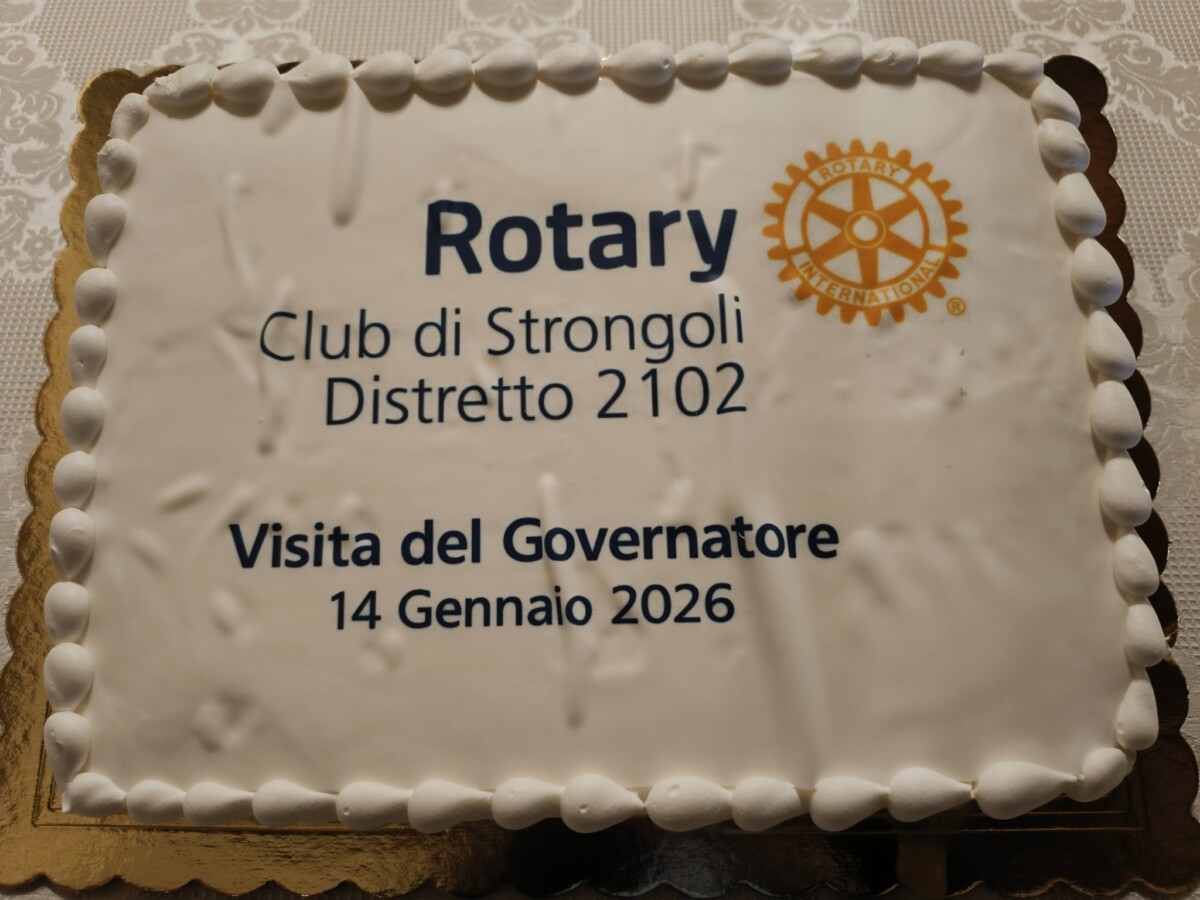 Rotary
ROTARY
INTERNATIONAL
®
Club di Strongoli
Distretto 2102
Visita del Governatore
14 Gennaio 2026